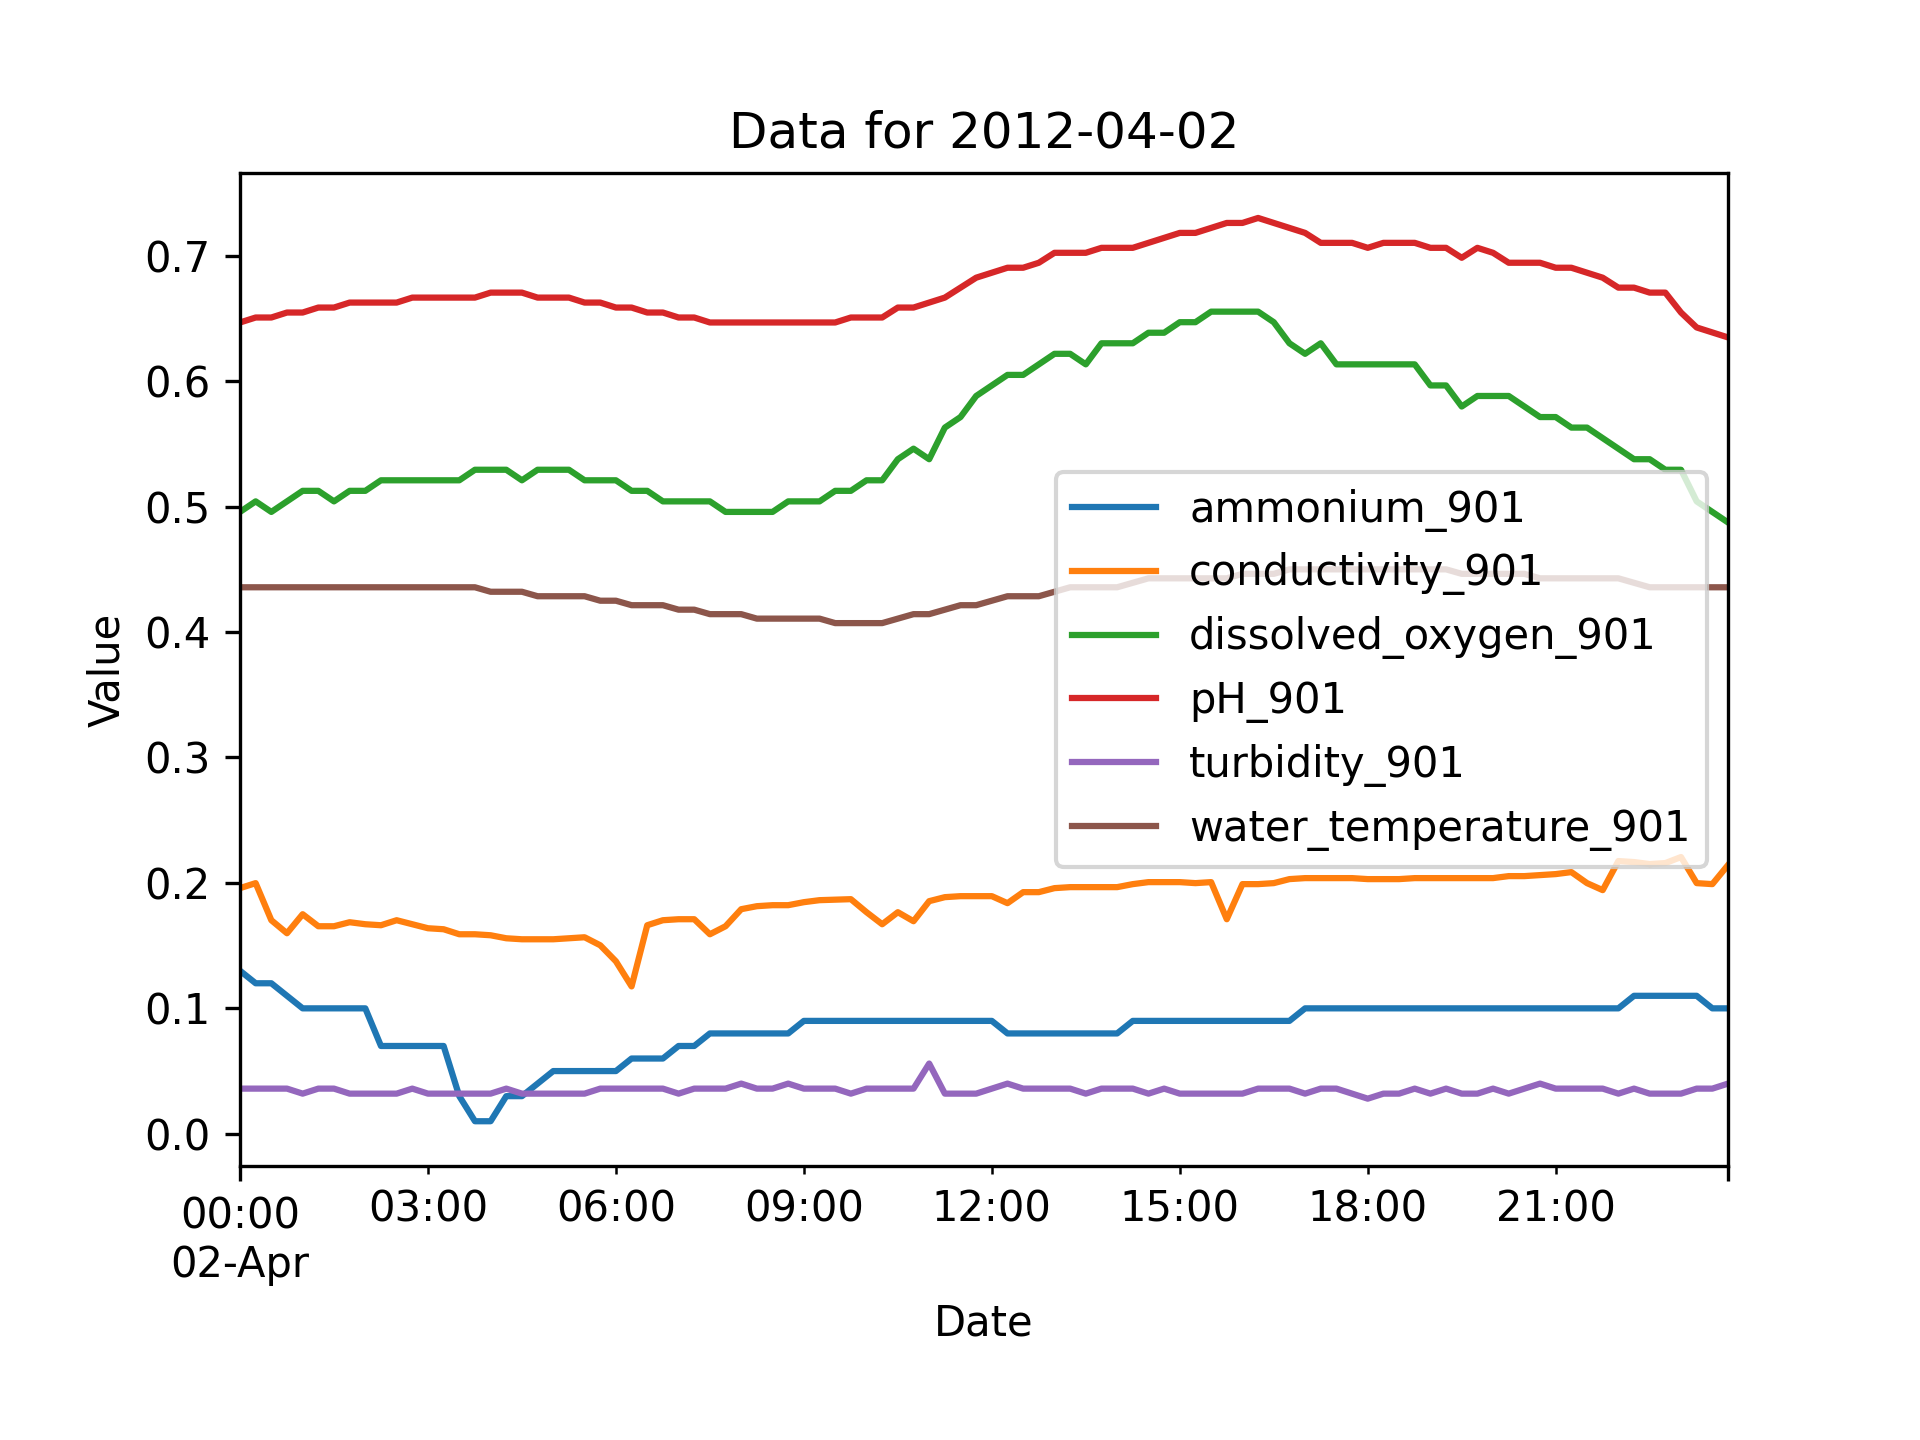 Data for 2012-04-02
0.7
0.6
0.5
0.4
0.3
0.2
0.1
0.0
Value
ammonium_901
conductivity_901
dissolved_oxygen_901
pH_901
turbidity_901
water_temperature_901
00:00 03:00 06:00 09:00 12:00 15:00 18:00 21:00
02-Apr
Date